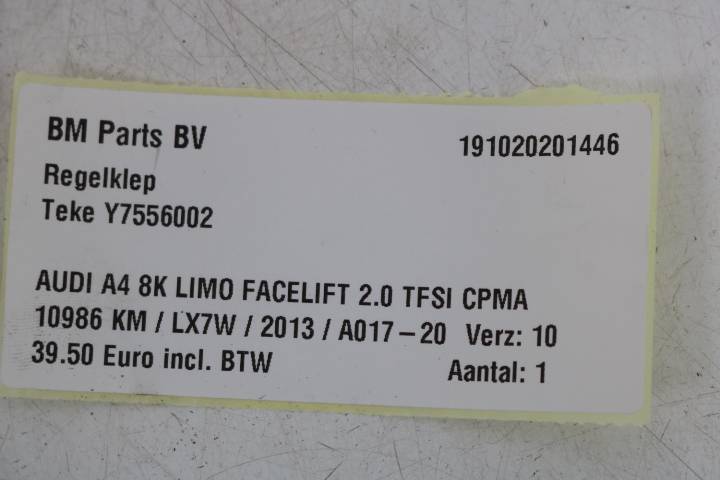 BM Parts BV 191020201446
Regelklep
Teke Y7556002
AUDI A4 8K LIMO FACELIFT 2.0 TFSI CPMA
10986 KM / LX7W / 2013 / A017-20 Verz: 10
39.50 Euro incl. BTW Aantal: 1